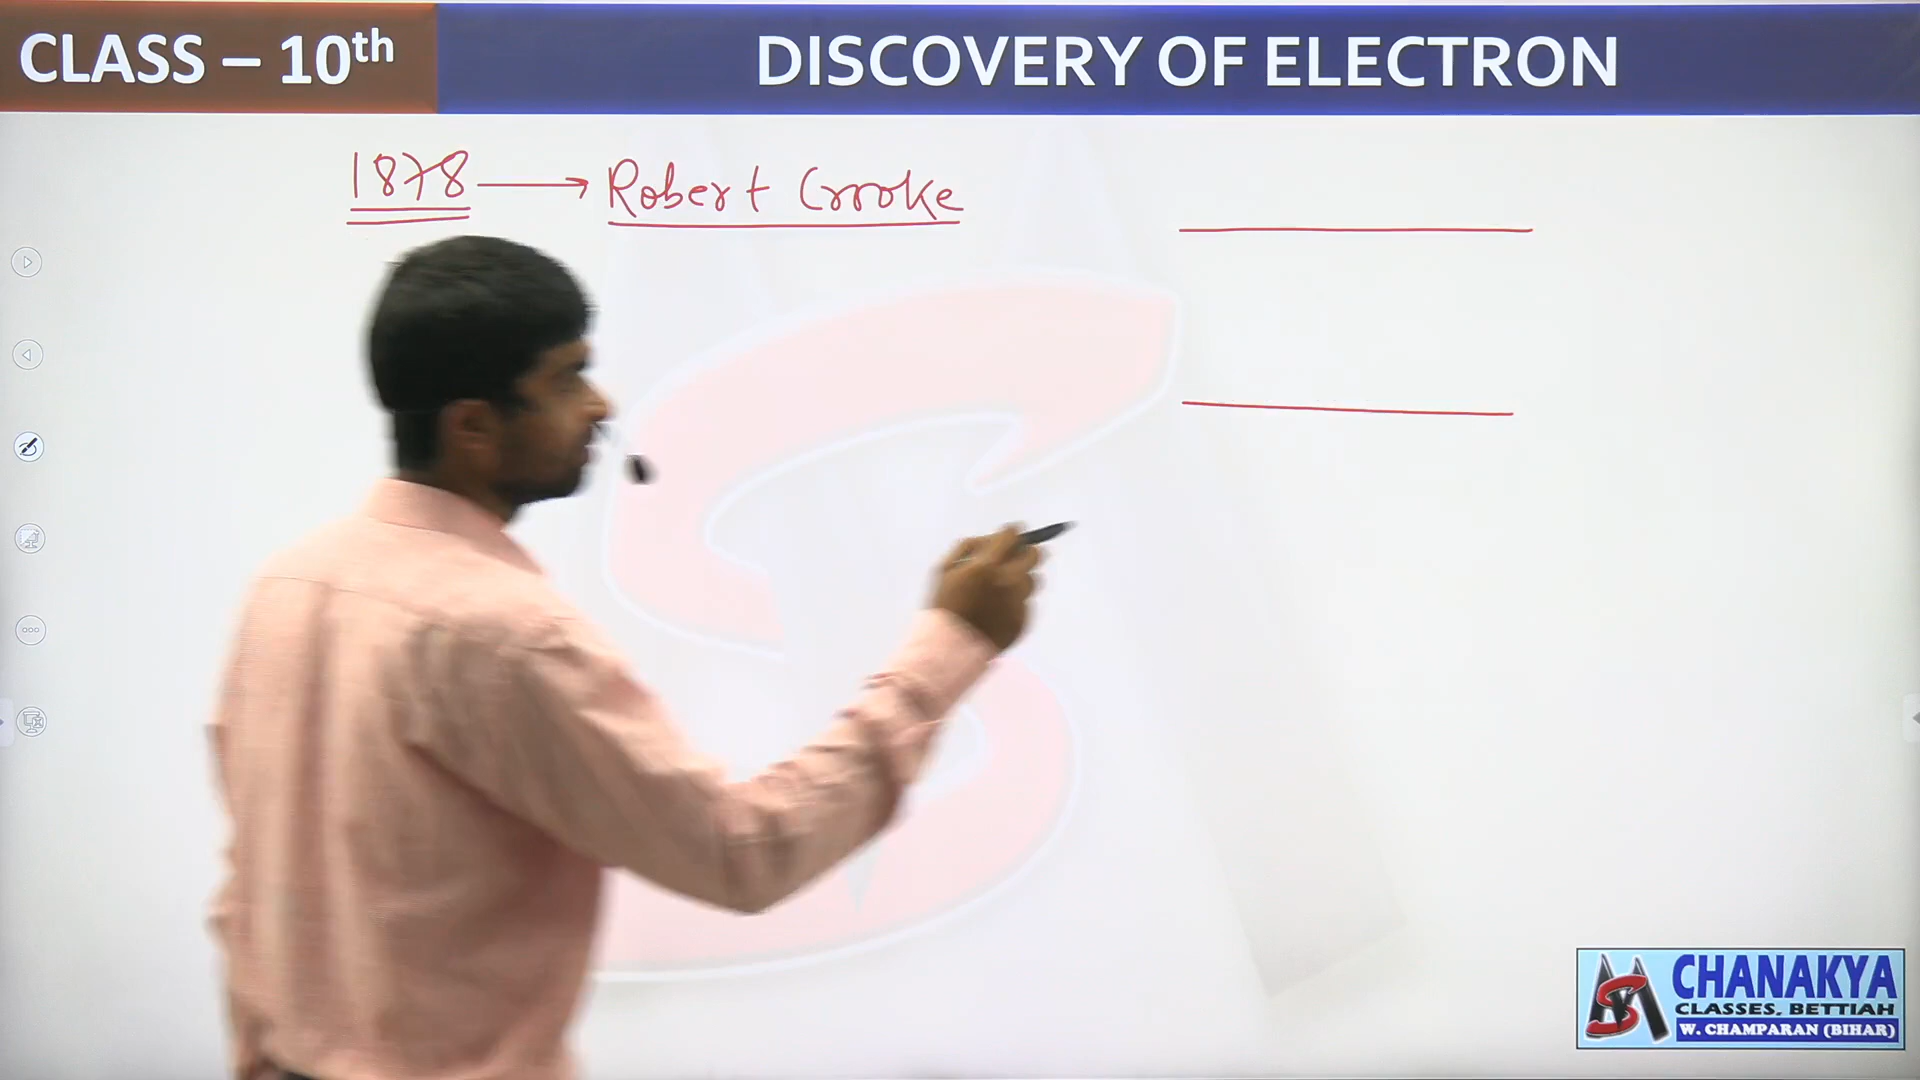 CLASS – 10th
DISCOVERY OF ELECTRON
1878 → Robert Crooke
CHANAKYA
CLASSES, BETTIAH
W. CHAMPARAN (BIHAR)